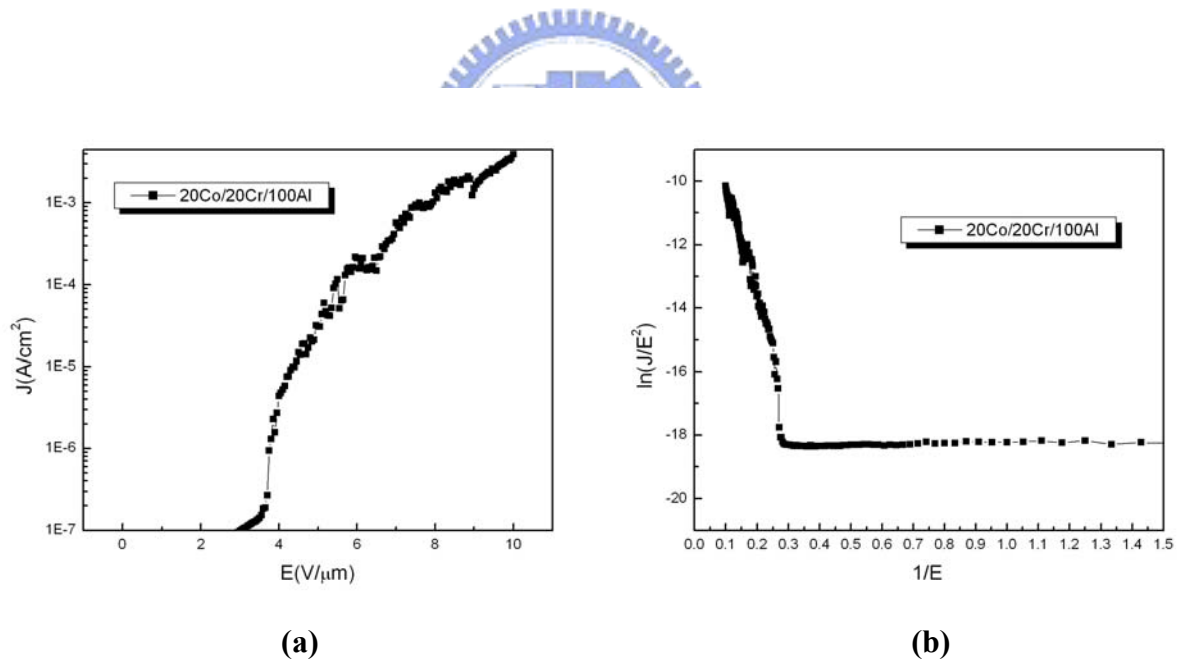 20Co/20Cr/100Al
1E-3
1E-4
1E-5
1E-6
1E-7
J(A/cm²)
0 2 4 6 8 10
E(V/μm)
(a)
20Co/20Cr/100Al
-10
-12
-14
-16
-18
-20
ln(J/E²)
0.0 0.1 0.2 0.3 0.4 0.5 0.6 0.7 0.8 0.9 1.0 1.1 1.2 1.3 1.4 1.5
1/E
(b)